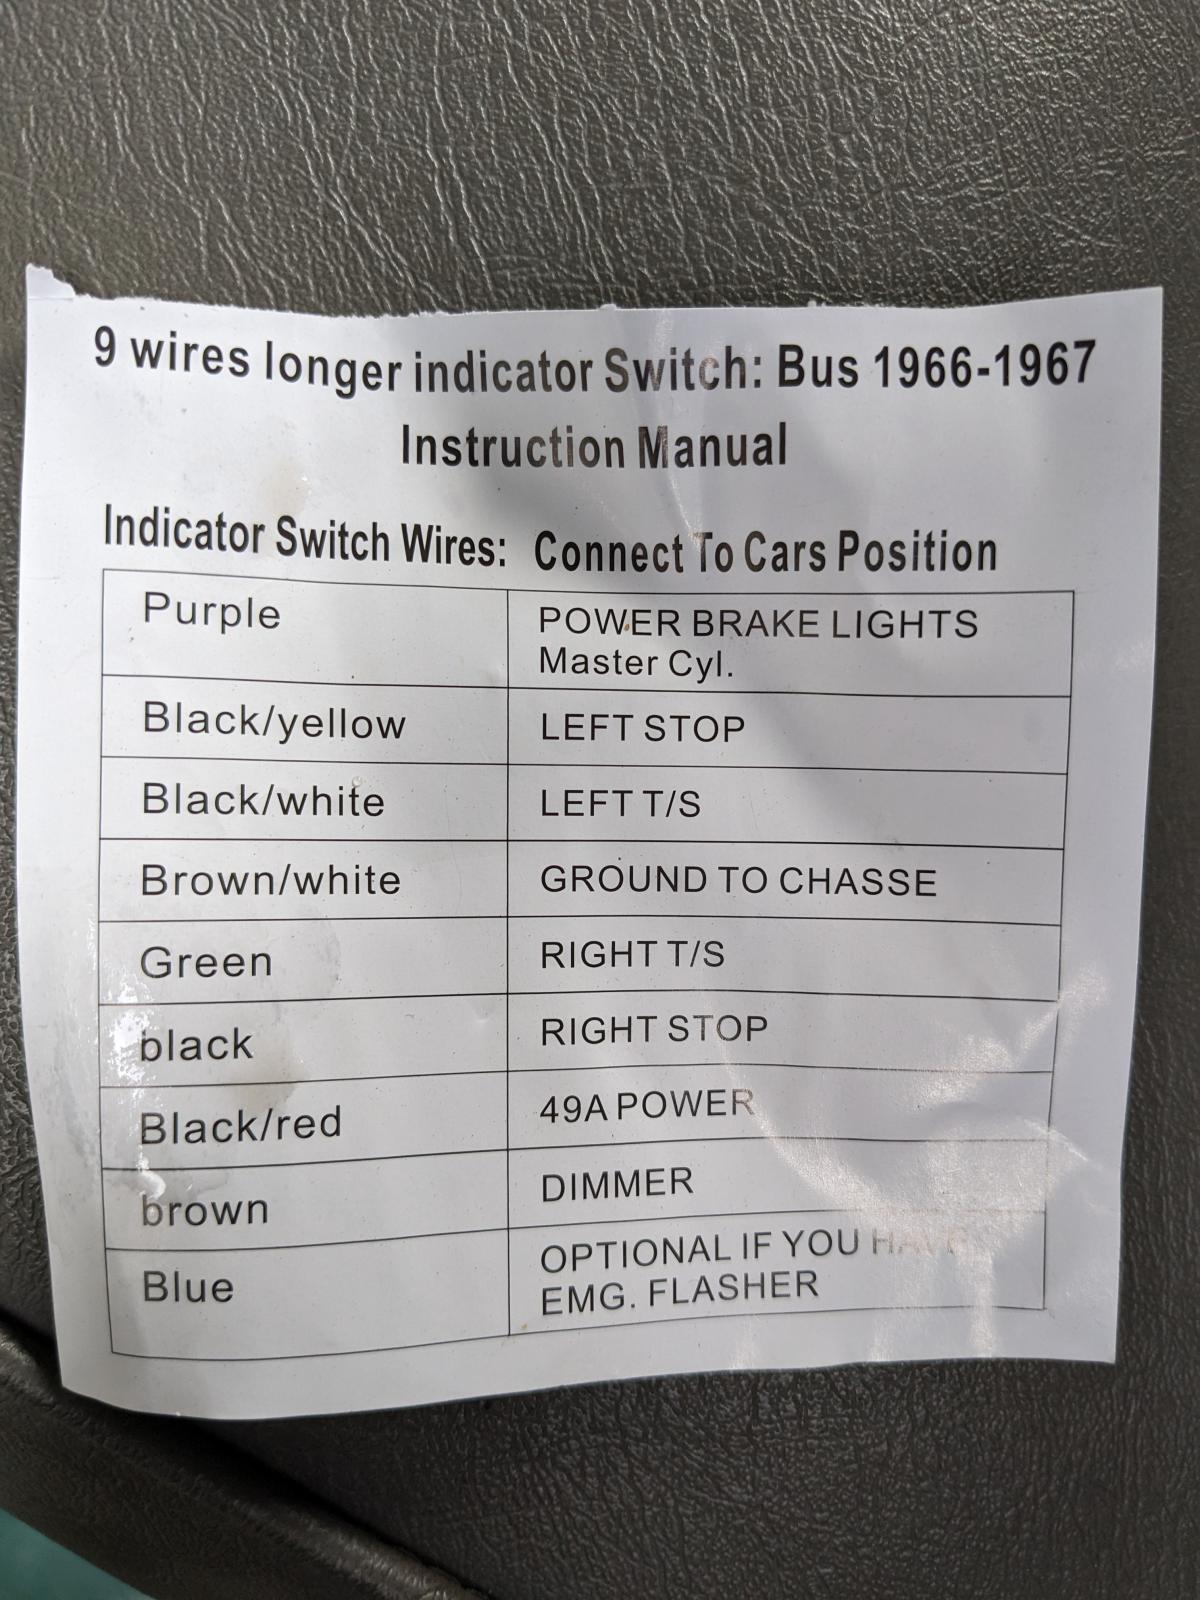 9 wires longer indicator Switch: Bus 1966-1967
Instruction Manual
Indicator Switch Wires: Connect To Cars Position
Purple POWER BRAKE LIGHTS
Master Cyl.
Black/yellow LEFT STOP
Black/white LEFT T/S
Brown/white GROUND TO CHASSE
Green RIGHT T/S
black RIGHT STOP
Black/red 49A POWER
brown DIMMER
Blue OPTIONAL IF YOU HAVE
EMG. FLASHER